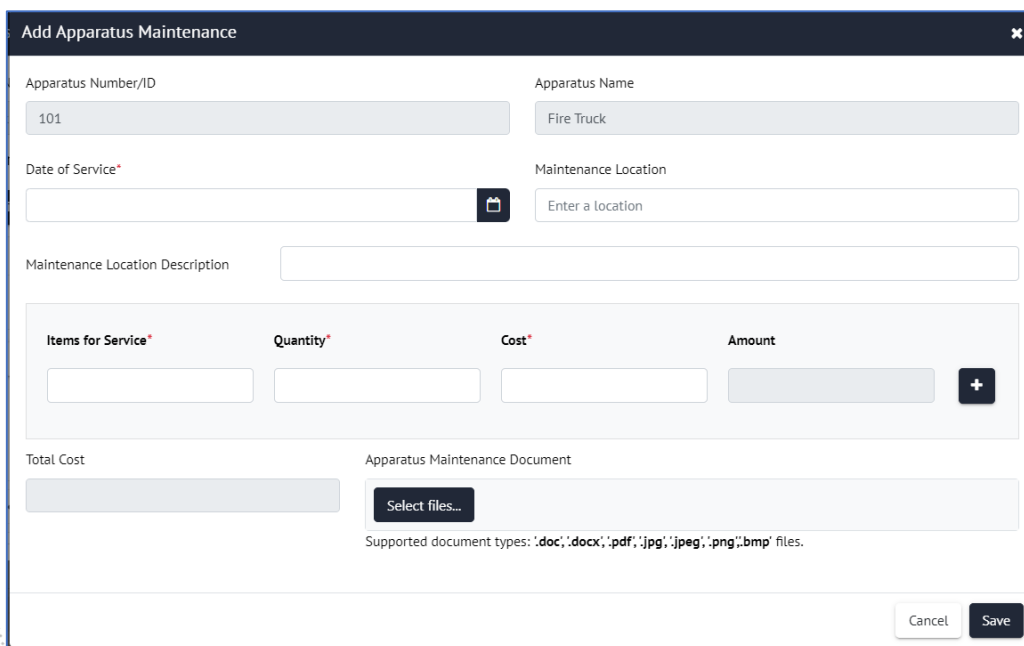 Add Apparatus Maintenance
Apparatus Number/ID Apparatus Name
101 Fire Truck
Date of Service* Maintenance Location
Enter a location
Maintenance Location Description
Items for Service* Quantity* Cost* Amount
Total Cost Apparatus Maintenance Document
Select files...
Supported document types: '.doc','.docx','.pdf','.jpg','.jpeg','.png','.bmp' files.
Cancel Save